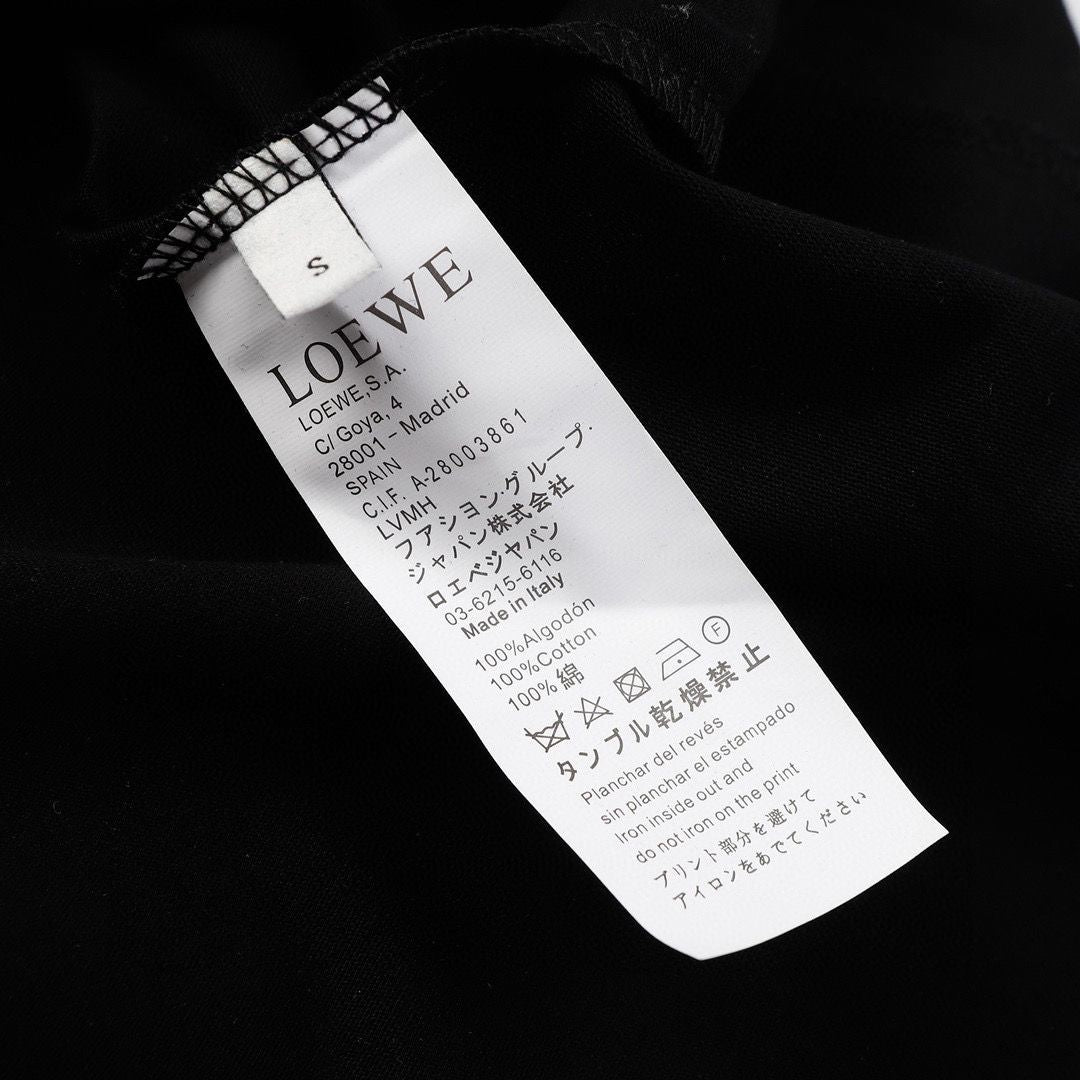 S
LOEWE
LOEWE,S.A.
C/ Goya, 4
28001 - Madrid
SPAIN
C.I.F. A-28003861
LVMH
フアシヨン·グループ·
ジャパン株式会社
ロエベジャパン
03-6215-6116
Made in Italy
100%Algodón
100%Cotton
100% 綿
F
タンブル乾燥禁止
Planchar del revés
sin planchar el estampado
Iron inside out and
do not iron on the print
プリント部分を避けて
アイロンをあでてください